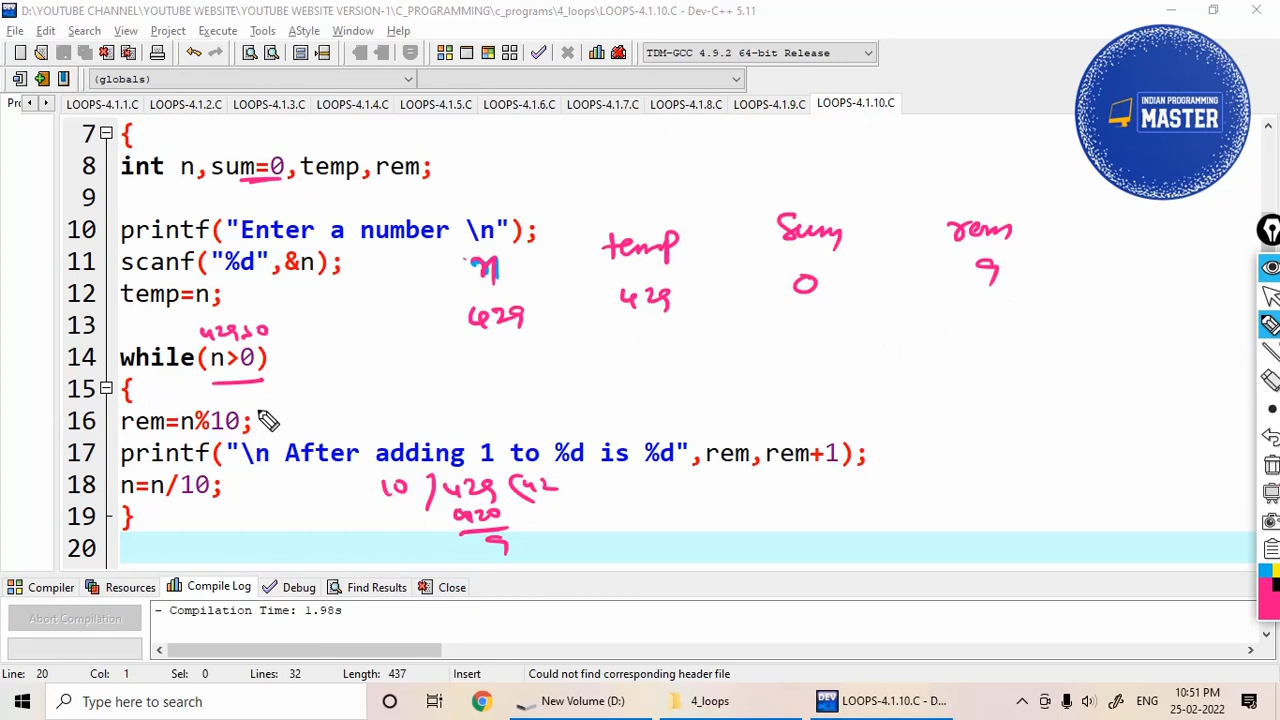 D:\YOUTUBE CHANNEL\YOUTUBE WEBSITE\YOUTUBE WEBSITE VERSION-1\C_PROGRAMMING\c_programs\4_loops\LOOPS-4.1.10.C] - Dev-C++ 5.11
File Edit Search View Project Execute Tools AStyle Window Help
TDM-GCC 4.9.2 64-bit Release
(globals)
LOOPS-4.1.1.C LOOPS-4.1.2.C LOOPS-4.1.3.C LOOPS-4.1.4.C LOOPS-4.1.5.C LOOPS-4.1.6.C LOOPS-4.1.7.C LOOPS-4.1.8.C LOOPS-4.1.9.C LOOPS-4.1.10.C
INDIAN PROGRAMMING
MASTER
7 {
8 int n,sum=0,temp,rem;
9
10 printf("Enter a number \n");
11 scanf("%d",&n);
12 temp=n;
13
n temp sum rem
429 429 0 9
429>0
14 while(n>0)
15 {
16 rem=n%10;
17 printf("\n After adding 1 to %d is %d",rem,rem+1);
18 n=n/10;
10 ) 429 ( 42
420
9
19 }
20
Compiler Resources Compile Log Debug Find Results Close
Abort Compilation
- Compilation Time: 1.98s
Line: 20 Col: 1 Sel: 0 Lines: 32 Length: 437 Insert Could not find corresponding header file
Type here to search
New Volume (D:)
4_loops
LOOPS-4.1.10.C - D...
ENG
10:51 PM
25-02-2022